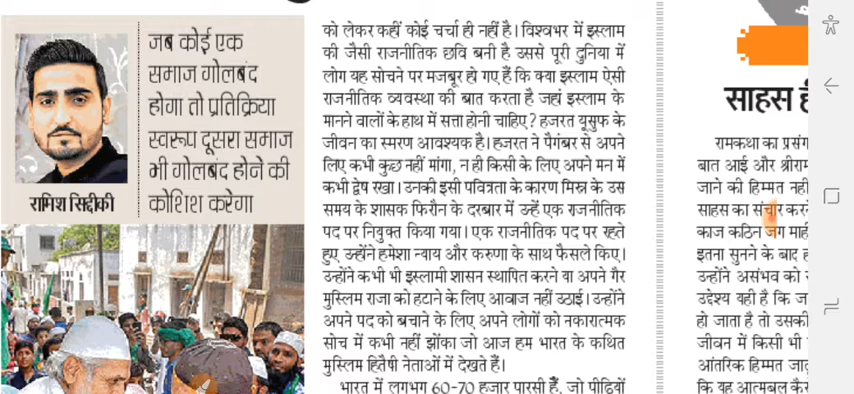 जब कोई एक
समाज गोलबंद
होगा तो प्रतिक्रिया
स्वरूप दूसरा समाज
भी गोलबंद होने की
कोशिश करेगा
रामिश सिद्दीकी
को लेकर कहीं कोई चर्चा ही नहीं है। विश्वभर में इस्लाम
की जैसी राजनीतिक छवि बनी है उससे पूरी दुनिया में
लोग यह सोचने पर मजबूर हो गए हैं कि क्या इस्लाम ऐसी
राजनीतिक व्यवस्था की बात करता है जहां इस्लाम के
मानने वालों के हाथ में सत्ता होनी चाहिए? हजरत यूसुफ के
जीवन का स्मरण आवश्यक है। हजरत ने पैगंबर से अपने
लिए कभी कुछ नहीं मांगा, न ही किसी के लिए अपने मन में
कभी द्वेष रखा। उनकी इसी पवित्रता के कारण मिस्र के उस
समय के शासक फिरौन के दरबार में उन्हें एक राजनीतिक
पद पर नियुक्त किया गया। एक राजनीतिक पद पर रहते
हुए उन्होंने हमेशा न्याय और करुणा के साथ फैसले किए।
उन्होंने कभी भी इस्लामी शासन स्थापित करने या अपने गैर
मुस्लिम राजा को हटाने के लिए आवाज नहीं उठाई। उन्होंने
अपने पद को बचाने के लिए अपने लोगों को नकारात्मक
सोच में कभी नहीं झोंका जो आज हम भारत के कथित
मुस्लिम हितैषी नेताओं में देखते हैं।
भारत में लगभग 60-70 हजार पारसी हैं, जो पीढ़ियों
साहस
रामकथा का प्रसंग
बात आई और श्रीराम
जाने की हिम्मत नहीं
साहस का संचार करने
काज कठिन जग माही
इतना सुनने के बाद
उन्होंने असंभव को
उद्देश्य यही है कि
हो जाता है तो उसकी
जीवन में किसी भी
आंतरिक हिम्मत
कि यह आत्मबल